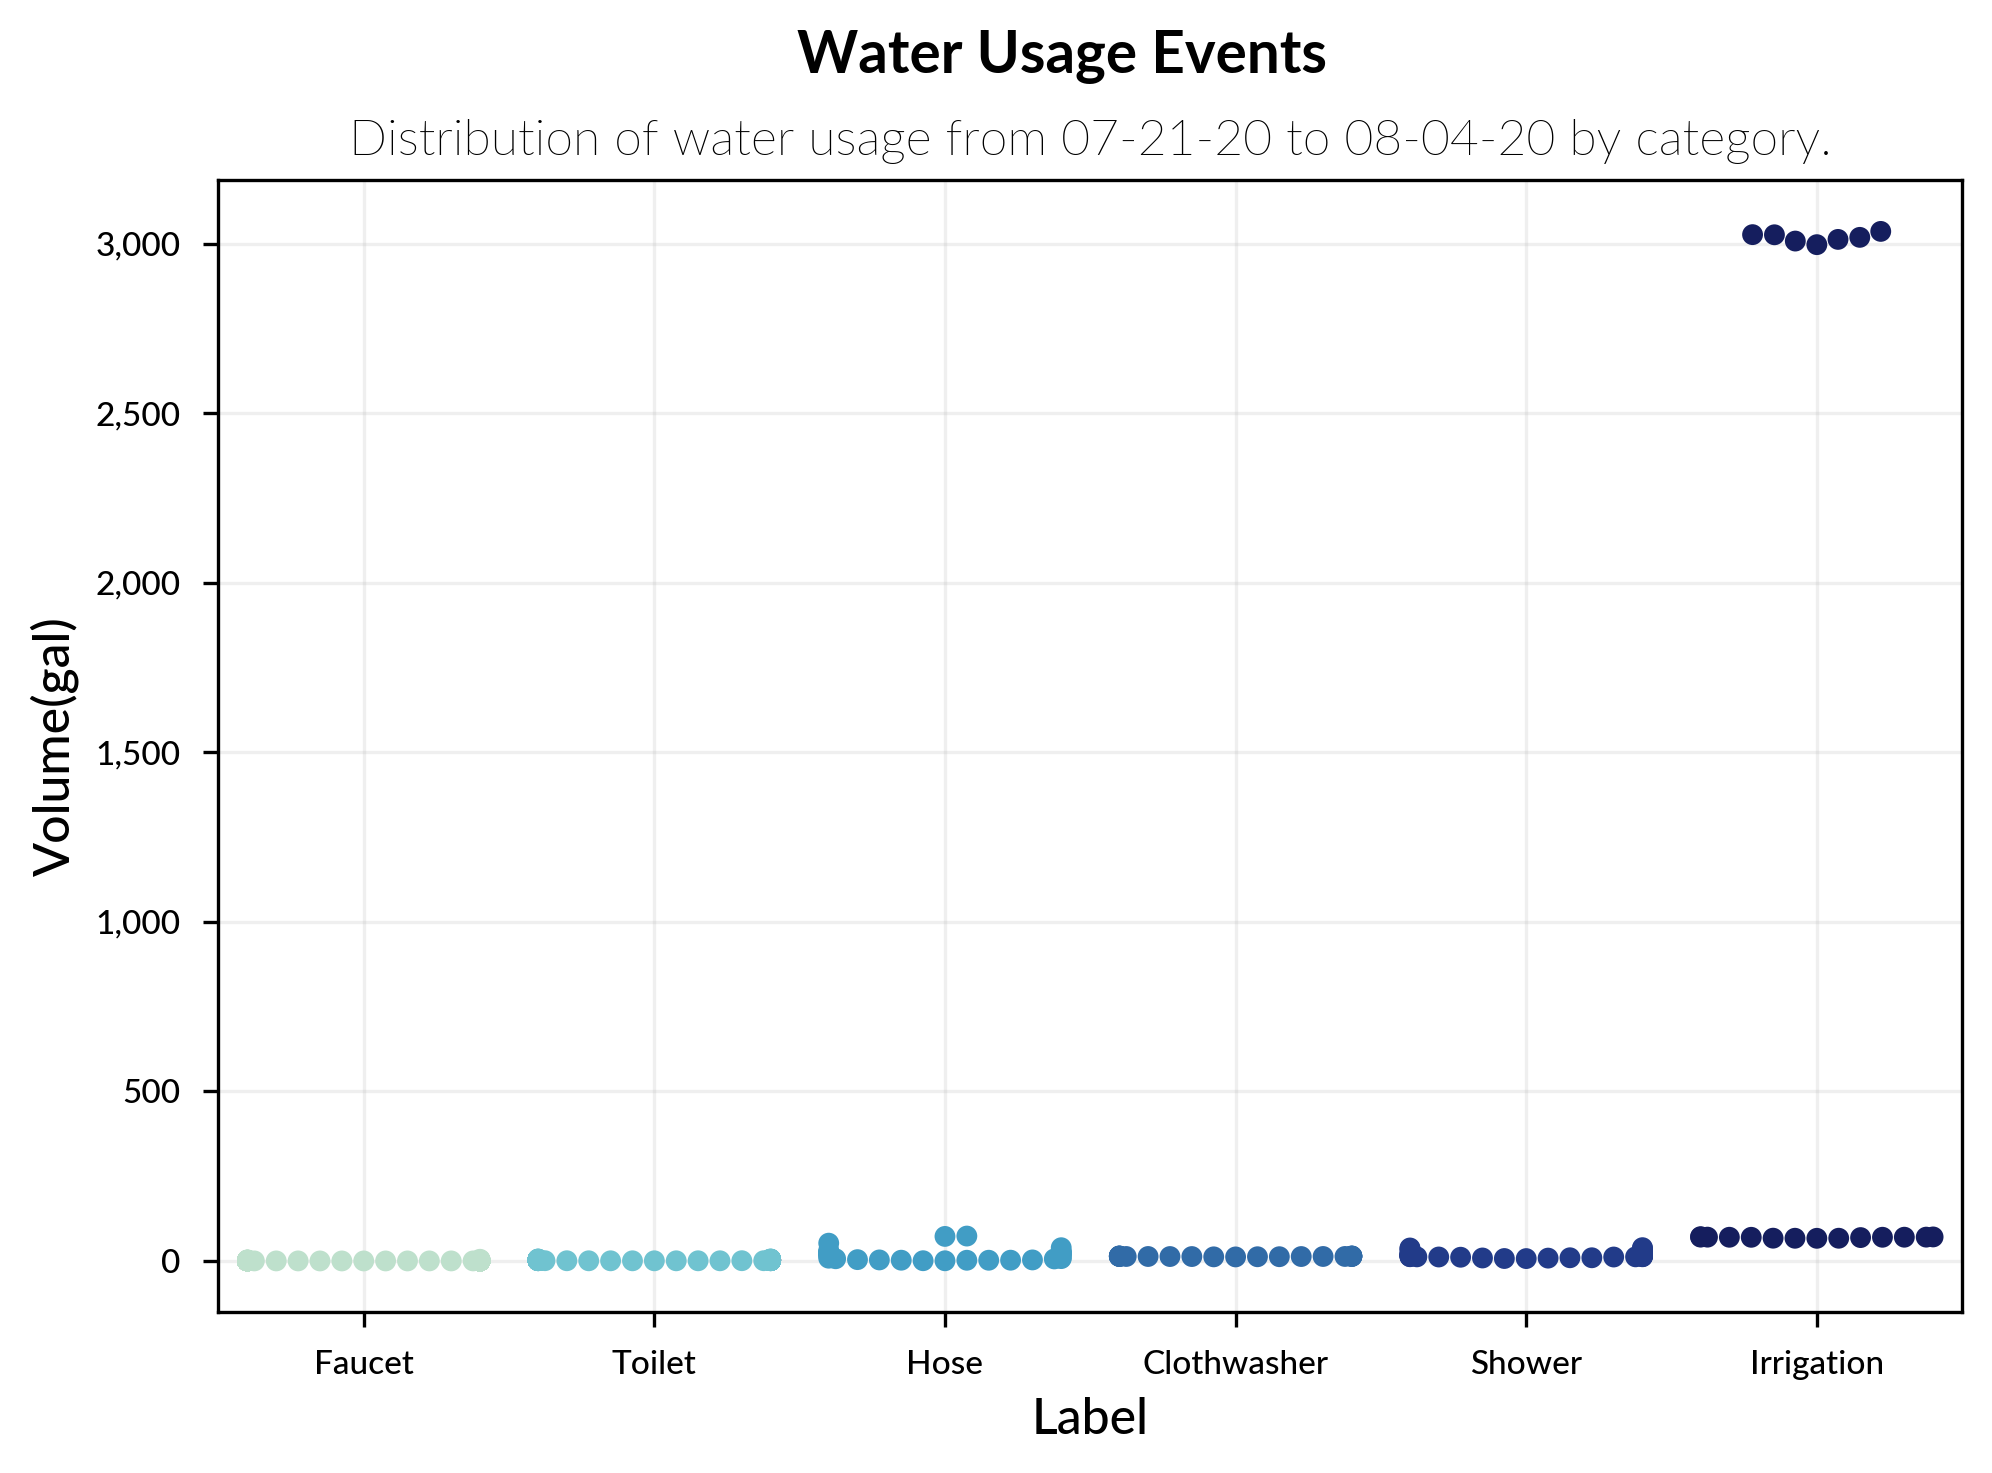 Water Usage Events
Distribution of water usage from 07-21-20 to 08-04-20 by category.
Volume(gal)
3,000
2,500
2,000
1,500
1,000
500
0
Faucet Toilet Hose Clothwasher Shower Irrigation
Label